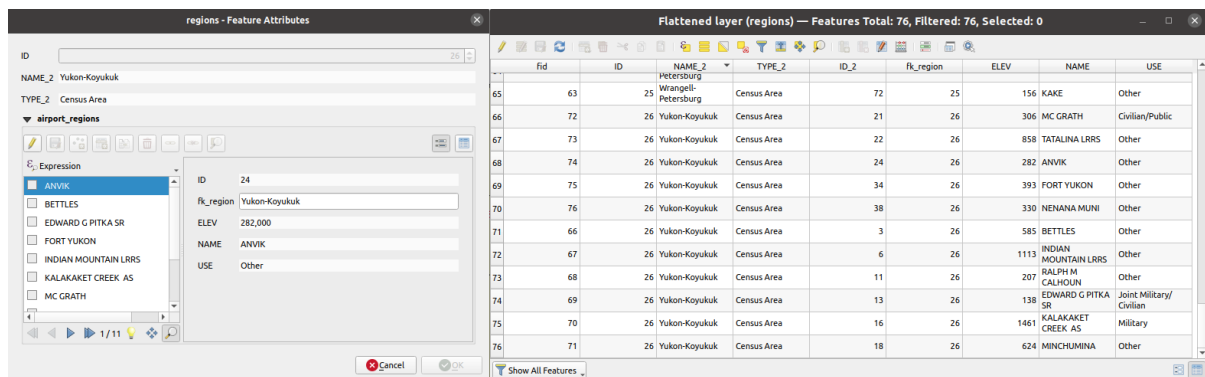 regions - Feature Attributes
ID 26
NAME_2 Yukon-Koyukuk
TYPE_2 Census Area
airport_regions
Expression
ANVIK
BETTLES
EDWARD G PITKA SR
FORT YUKON
INDIAN MOUNTAIN LRRS
KALAKAKET CREEK AS
MC GRATH
1 / 11
ID 24
fk_region Yukon-Koyukuk
ELEV 282,000
NAME ANVIK
USE Other
Cancel OK
Flattened layer (regions) — Features Total: 76, Filtered: 76, Selected: 0
fid ID NAME_2 TYPE_2 ID_2 fk_region ELEV NAME USE
Petersburg
65 63 25 Wrangell-Petersburg Census Area 72 25 156 KAKE Other
66 72 26 Yukon-Koyukuk Census Area 21 26 306 MC GRATH Civilian/Public
67 73 26 Yukon-Koyukuk Census Area 22 26 858 TATALINA LRRS Other
68 74 26 Yukon-Koyukuk Census Area 24 26 282 ANVIK Other
69 75 26 Yukon-Koyukuk Census Area 34 26 393 FORT YUKON Other
70 76 26 Yukon-Koyukuk Census Area 38 26 330 NENANA MUNI Other
71 66 26 Yukon-Koyukuk Census Area 3 26 585 BETTLES Other
72 67 26 Yukon-Koyukuk Census Area 6 26 1113 INDIAN MOUNTAIN LRRS Other
73 68 26 Yukon-Koyukuk Census Area 11 26 207 RALPH M CALHOUN Other
74 69 26 Yukon-Koyukuk Census Area 13 26 138 EDWARD G PITKA SR Joint Military/Civilian
75 70 26 Yukon-Koyukuk Census Area 16 26 1461 KALAKAKET CREEK AS Military
76 71 26 Yukon-Koyukuk Census Area 18 26 624 MINCHUMINA Other
Show All Features